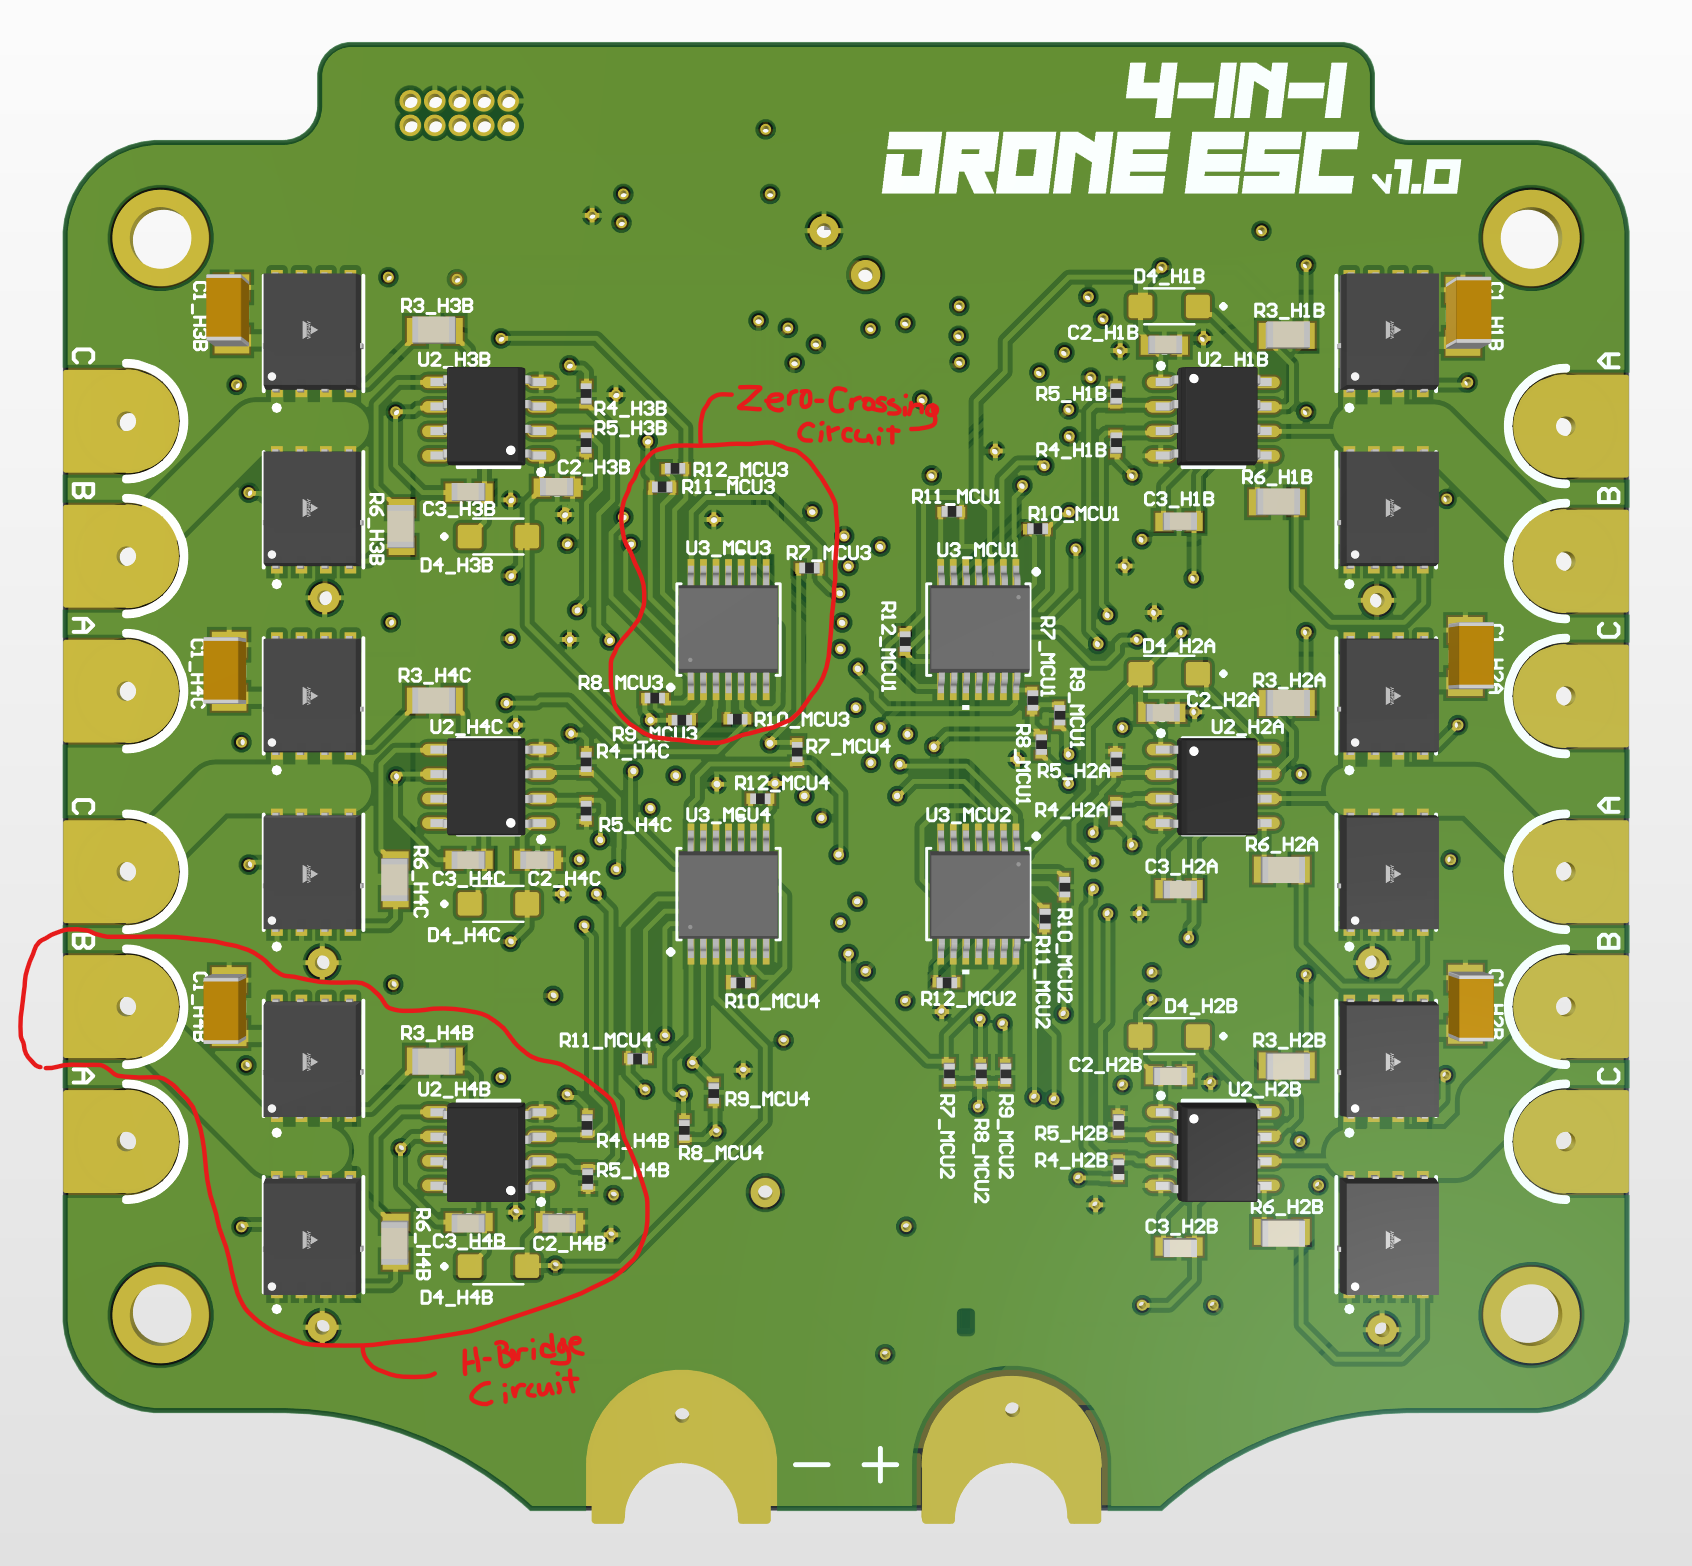 4-IN-1
DRONE ESC v1.0
C1_H3B
R3_H3B
U2_H3B
C
R4_H3B
R5_H3B
C2_H3B
C3_H3B
R6_H3B
D4_H3B
B
A
Zero-Crossing
Circuit
R12_MCU3
R11_MCU3
U3_MCU3
R7_MCU3
R8_MCU3
R9_MCU3
R10_MCU3
D4_H1B
R3_H1B
C2_H1B
U2_H1B
C1_H1B
R5_H1B
R4_H1B
R6_H1B
C3_H1B
A
B
C
R11_MCU1
R10_MCU1
U3_MCU1
R12_MCU1
R7_MCU1
R9_MCU1
R8_MCU1
C1_H4C
R3_H4C
U2_H4C
R4_H4C
R5_H4C
C3_H4C
C2_H4C
R6_H4C
D4_H4C
C
B
A
R7_MCU4
R12_MCU4
U3_MCU4
R10_MCU4
R11_MCU4
R9_MCU4
R8_MCU4
D4_H2A
R3_H2A
C2_H2A
U2_H2A
C1_H2A
R5_H2A
R4_H2A
R6_H2A
C3_H2A
A
B
C
U3_MCU2
R10_MCU2
R11_MCU2
R12_MCU2
R7_MCU2
R8_MCU2
R9_MCU2
C1_H4B
R3_H4B
U2_H4B
R4_H4B
R5_H4B
C3_H4B
C2_H4B
R6_H4B
D4_H4B
D4_H2B
R3_H2B
C2_H2B
U2_H2B
C1_H2B
R5_H2B
R4_H2B
R6_H2B
C3_H2B
H-Bridge
Circuit
− +